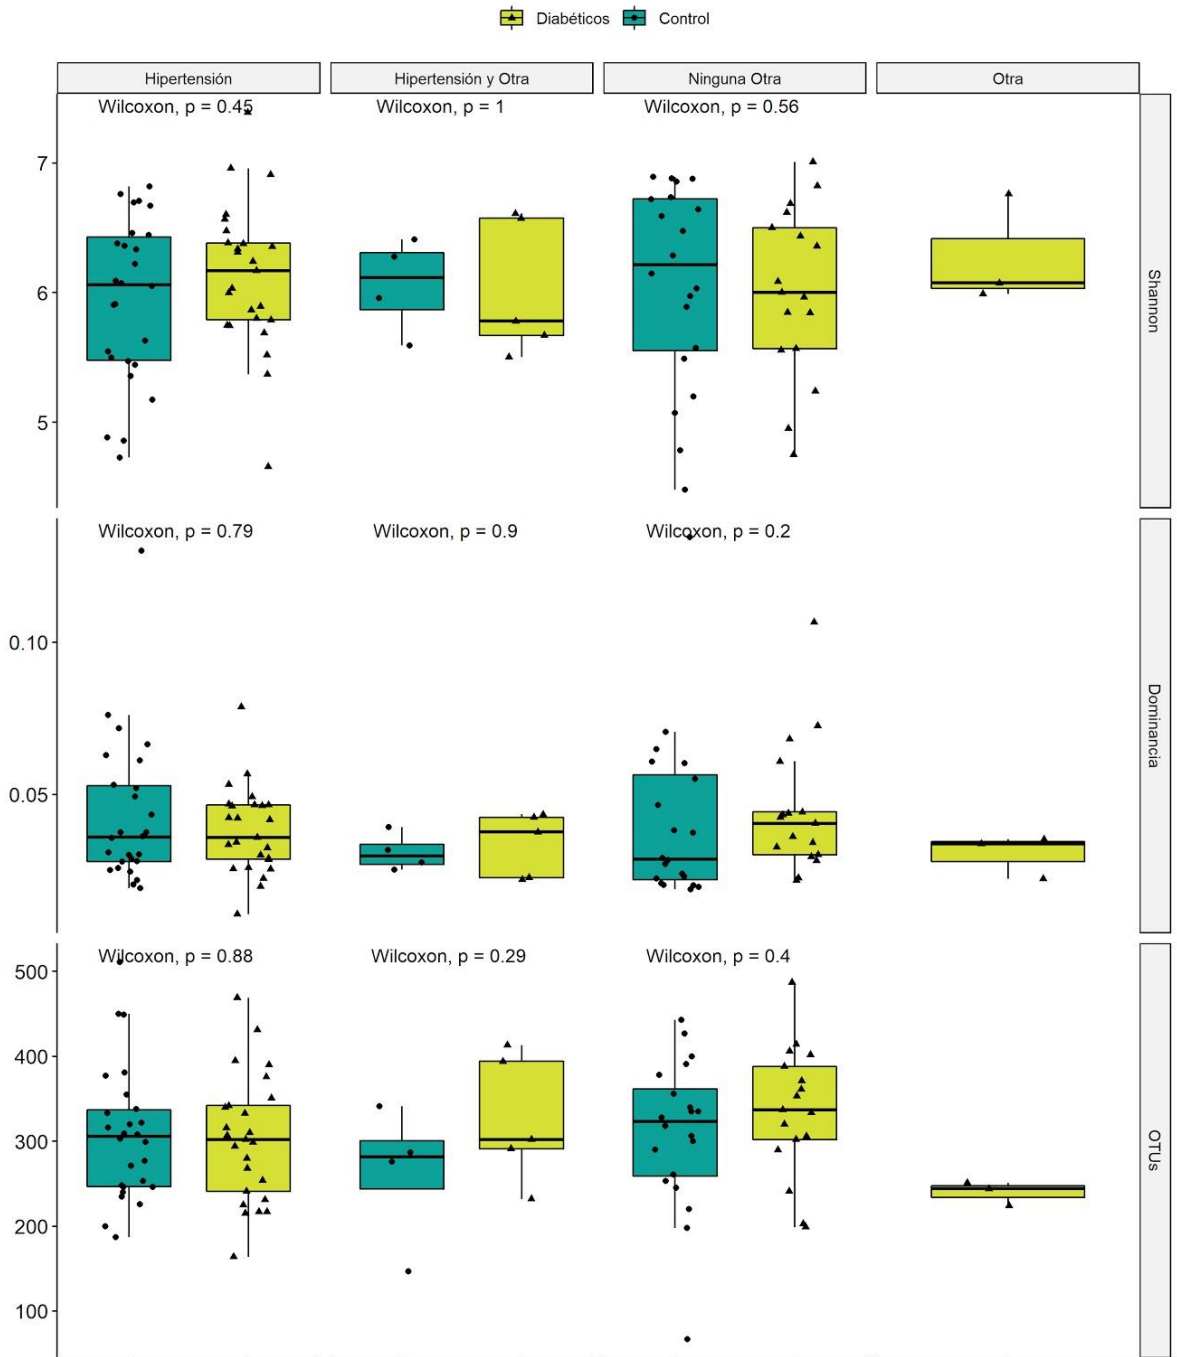 Diabéticos Control
Hipertensión Hipertensión y Otra Ninguna Otra Otra
Wilcoxon, p = 0.45 Wilcoxon, p = 1 Wilcoxon, p = 0.56
7
6
5
Shannon
Wilcoxon, p = 0.79 Wilcoxon, p = 0.9 Wilcoxon, p = 0.2
0.10
0.05
Dominancia
Wilcoxon, p = 0.88 Wilcoxon, p = 0.29 Wilcoxon, p = 0.4
500
400
300
200
100
OTUs